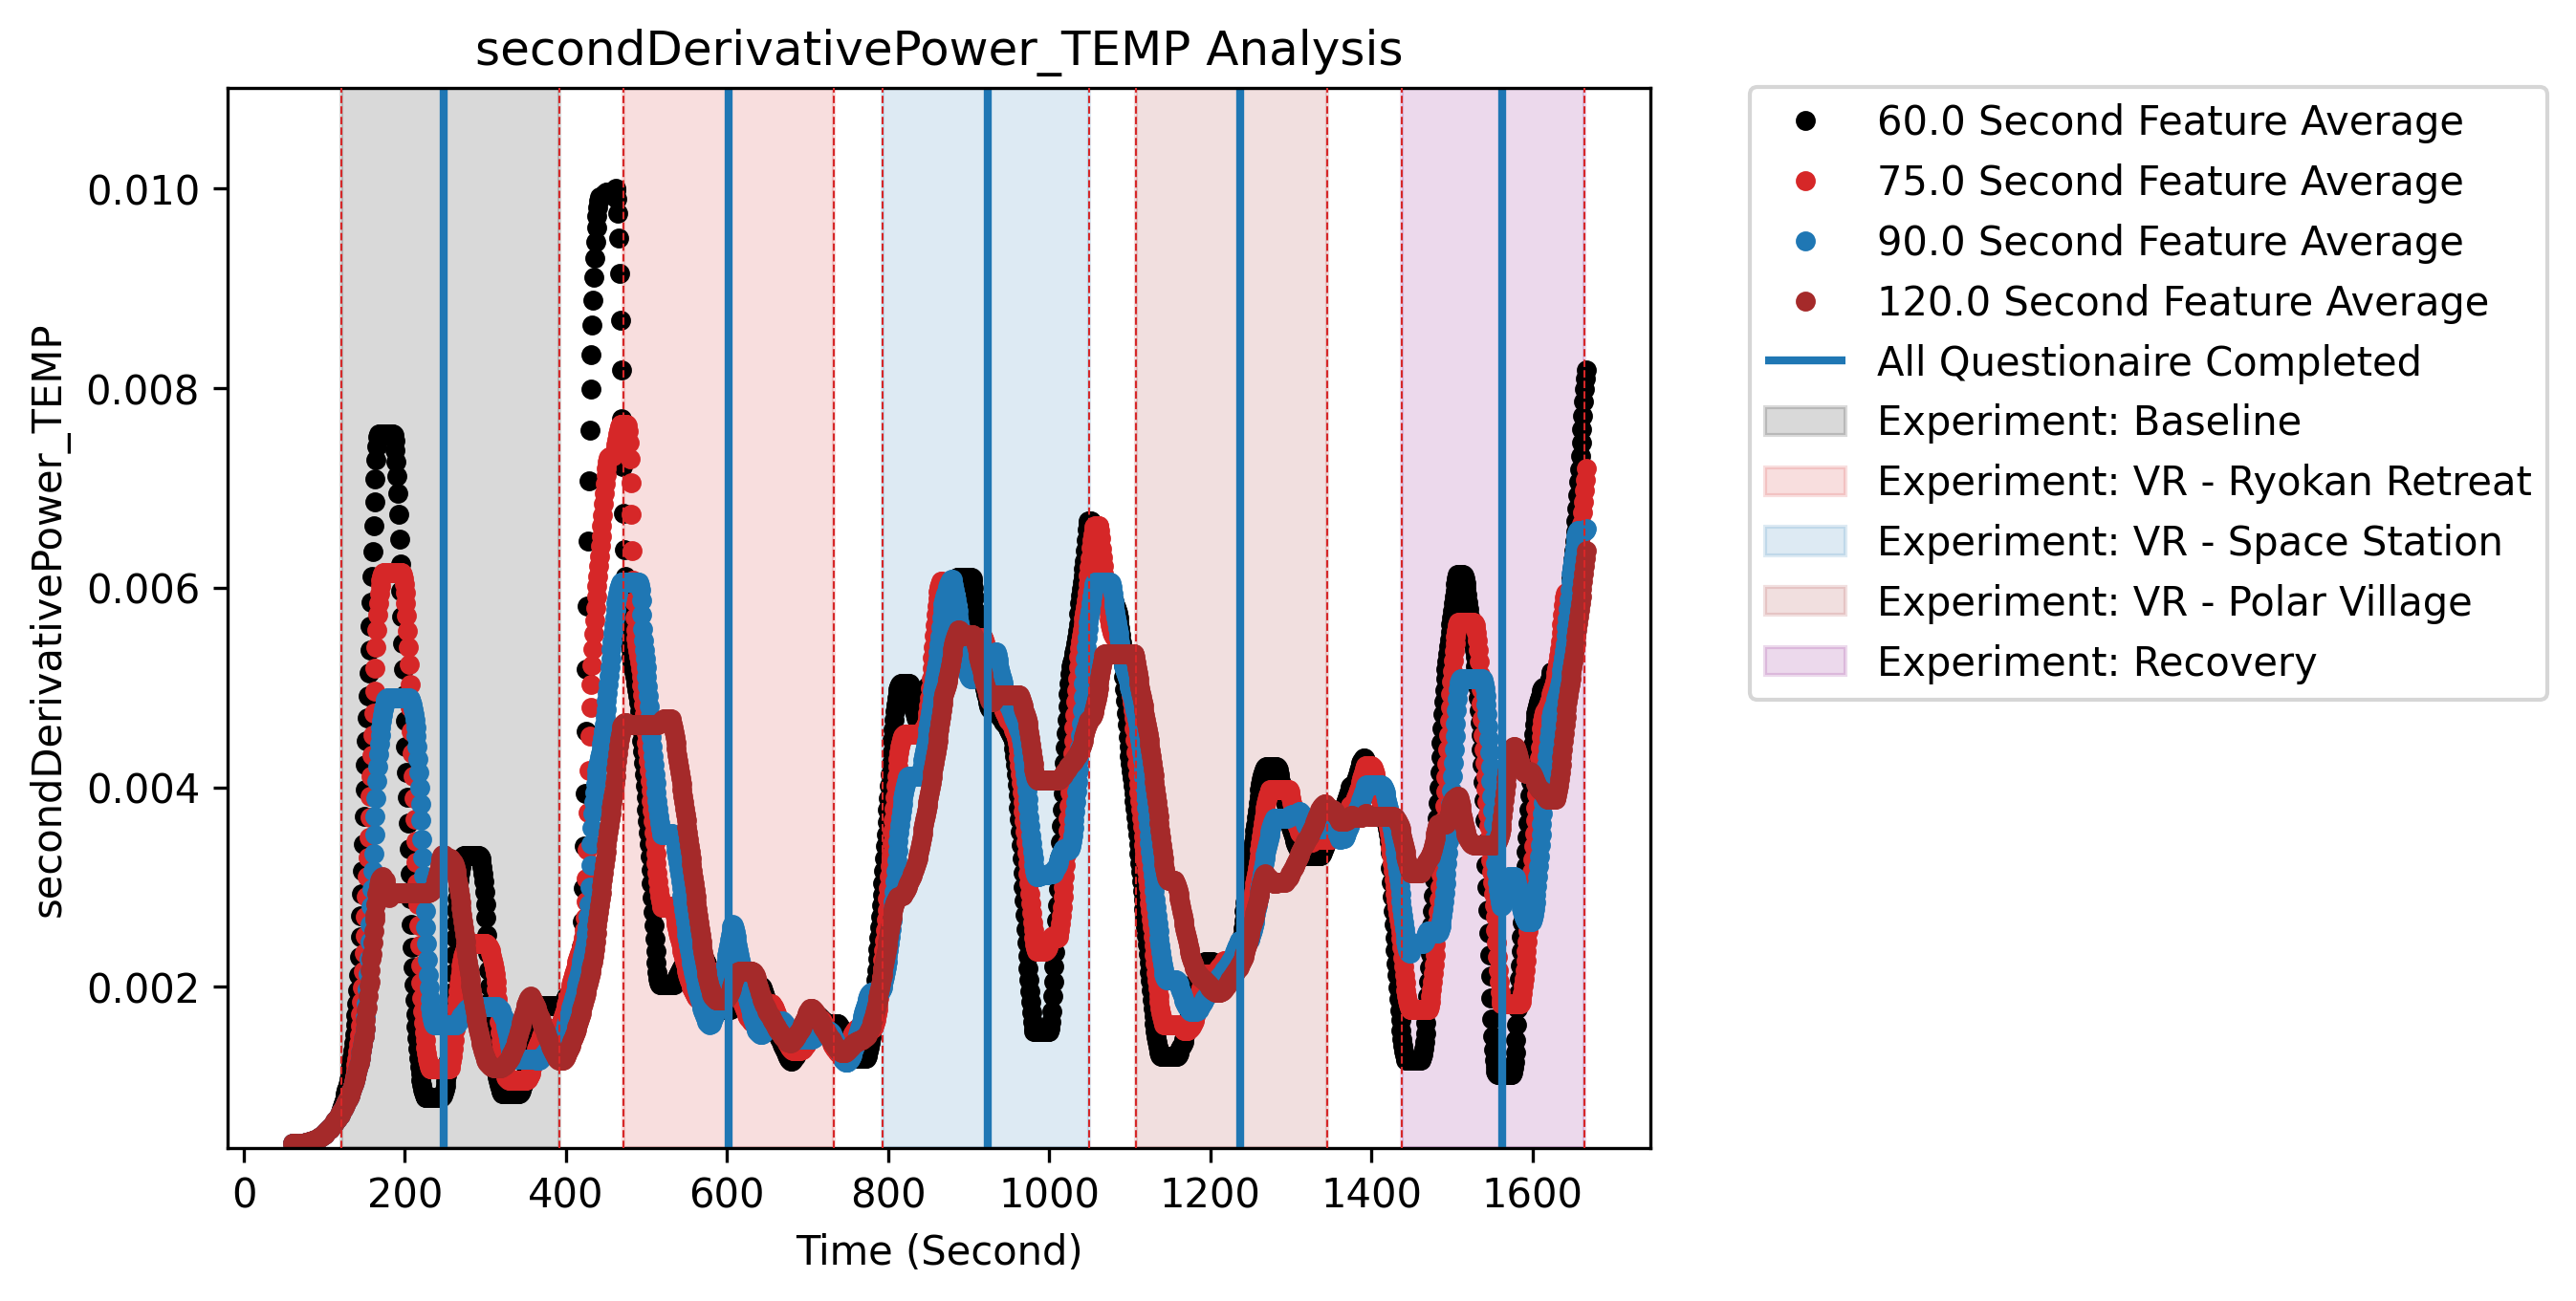 secondDerivativePower_TEMP Analysis
secondDerivativePower_TEMP
0.010
0.008
0.006
0.004
0.002
0 200 400 600 800 1000 1200 1400 1600
Time (Second)
60.0 Second Feature Average
75.0 Second Feature Average
90.0 Second Feature Average
120.0 Second Feature Average
All Questionaire Completed
Experiment: Baseline
Experiment: VR - Ryokan Retreat
Experiment: VR - Space Station
Experiment: VR - Polar Village
Experiment: Recovery